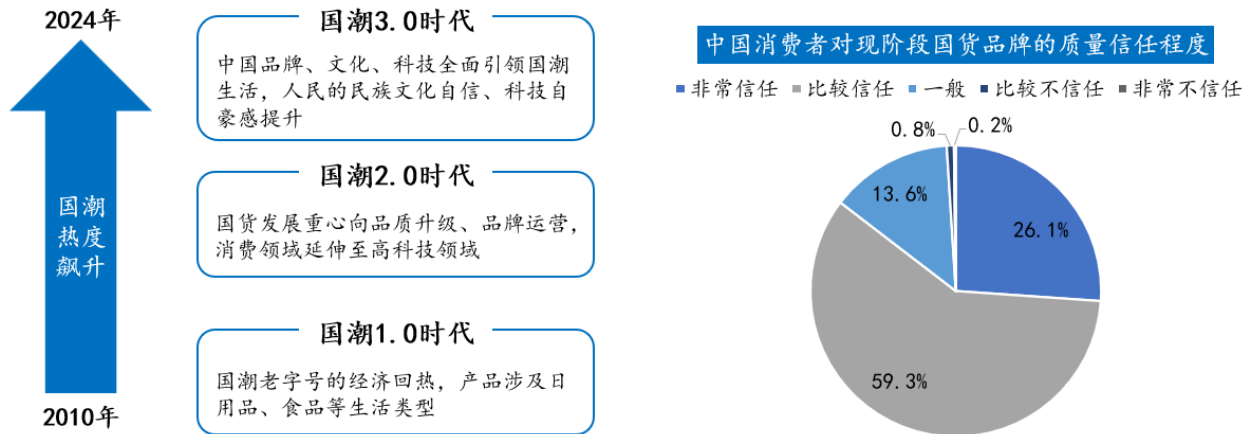 2024年
国潮
热度
飙升
2010年
国潮3.0时代
中国品牌、文化、科技全面引领国潮
生活，人民的民族文化自信、科技自
豪感提升
国潮2.0时代
国货发展重心向品质升级、品牌运营，
消费领域延伸至高科技领域
国潮1.0时代
国潮老字号的经济回热，产品涉及日
用品、食品等生活类型
中国消费者对现阶段国货品牌的质量信任程度
非常信任 比较信任 一般 比较不信任 非常不信任
0.8% 0.2%
13.6%
26.1%
59.3%